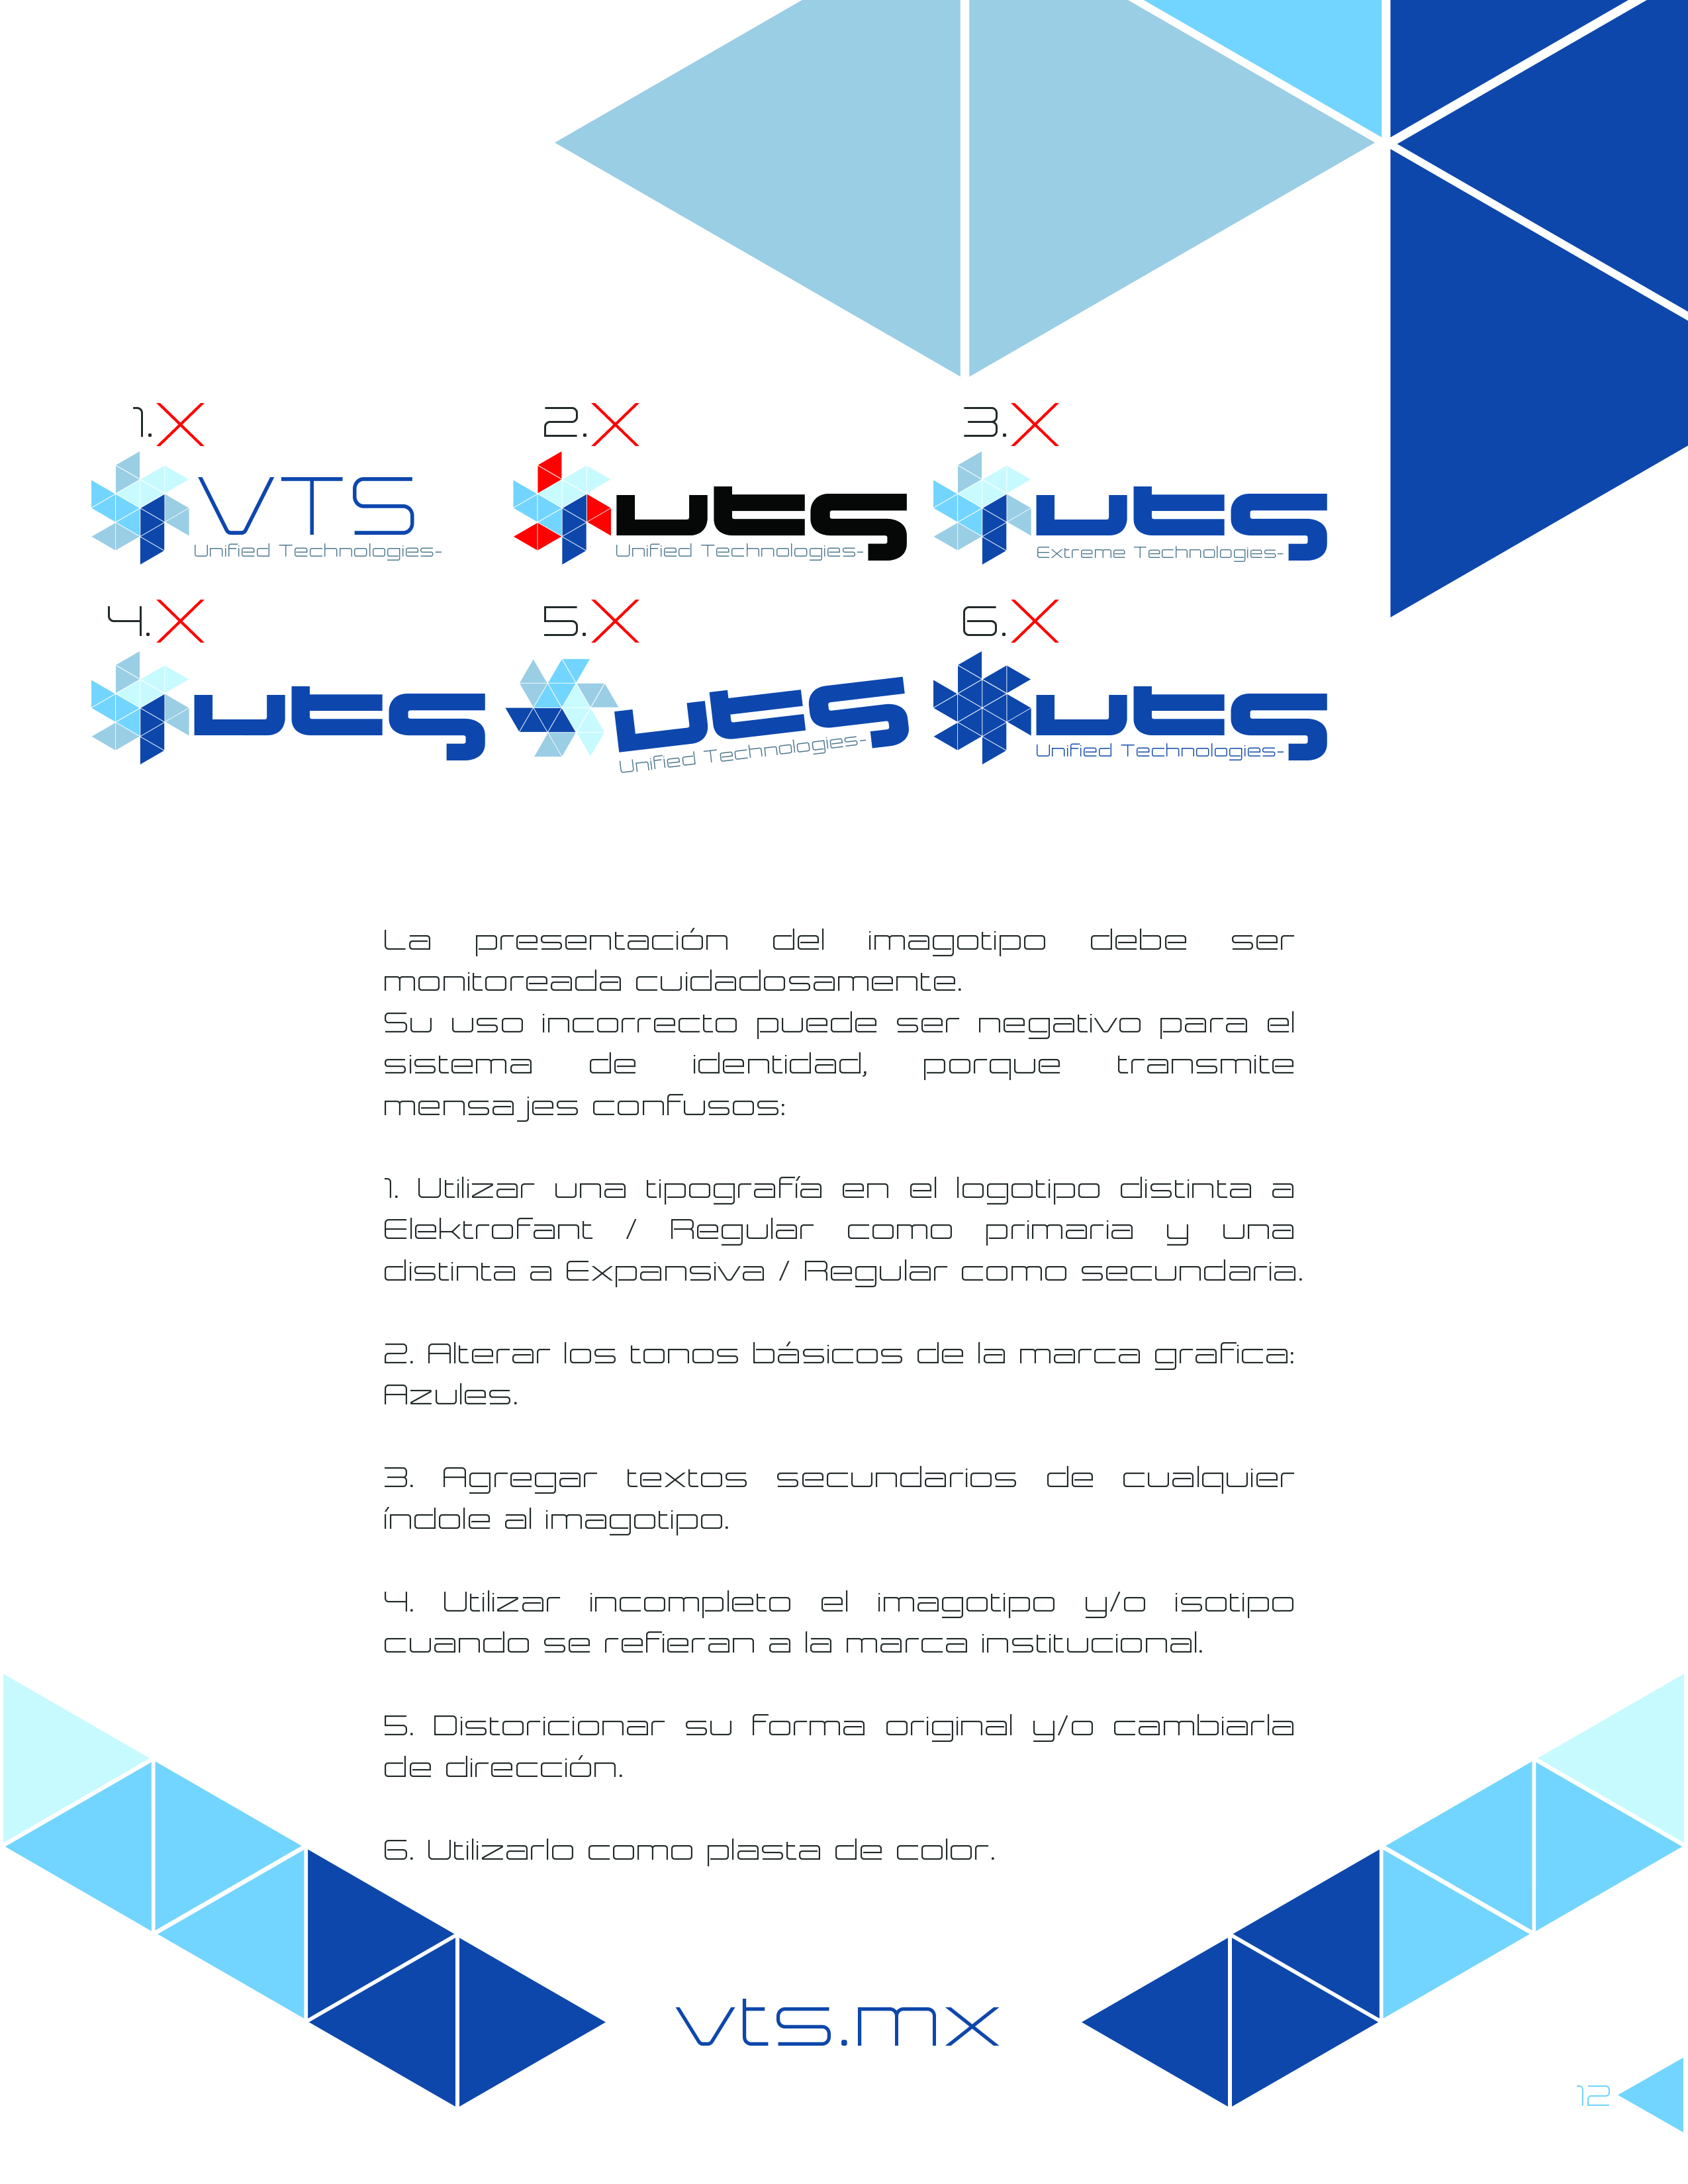 1.X
2.X
3.X
VTS
Unified Technologies-
vts
Unified Technologies-
vts
Extreme Technologies-
4.X
5.X
6.X
vts
vts
Unified Technologies-
vts
Unified Technologies-
La presentación del imagotipo debe ser
monitoreada cuidadosamente.
Su uso incorrecto puede ser negativo para el
sistema de identidad, porque transmite
mensajes confusos:
1. Utilizar una tipografía en el logotipo distinta a
Elektrofant / Regular como primaria y una
distinta a Expansiva / Regular como secundaria.
2. Alterar los tonos básicos de la marca grafica:
Azules.
3. Agregar textos secundarios de cualquier
índole al imagotipo.
4. Utilizar incompleto el imagotipo y/o isotipo
cuando se refieran a la marca institucional.
5. Distoricionar su forma original y/o cambiarla
de dirección.
6. Utilizarlo como plasta de color.
vts.mx
12